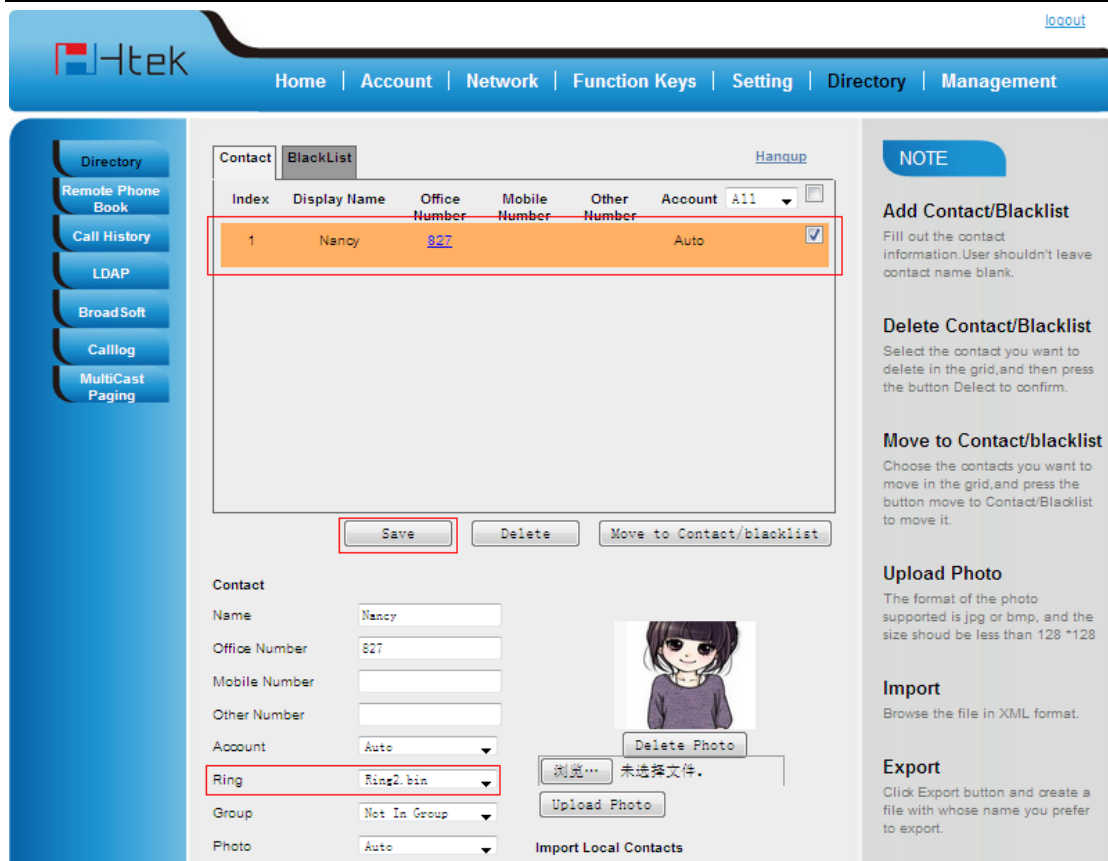 logout
Htek
Home | Account | Network | Function Keys | Setting | Directory | Management
Directory
Remote Phone
Book
Call History
LDAP
BroadSoft
Calllog
MultiCast
Paging
Contact BlackList Hangup
Index Display Name Office Number Mobile Number Other Number Account All
1 Nancy 827 Auto
Save Delete Move to Contact/blacklist
Contact
Name Nancy
Office Number 827
Mobile Number
Other Number
Account Auto
Ring Ring2.bin
Group Not In Group
Photo Auto
Delete Photo
浏览… 未选择文件.
Upload Photo
Import Local Contacts
NOTE
Add Contact/Blacklist
Fill out the contact
information.User shouldn't leave
contact name blank.
Delete Contact/Blacklist
Select the contact you want to
delete in the grid,and then press
the button Delect to confirm.
Move to Contact/blacklist
Choose the contacts you want to
move in the grid,and press the
button move to Contact/Blacklist
to move it.
Upload Photo
The format of the photo
supported is jpg or bmp, and the
size shoud be less than 128 *128
Import
Browse the file in XML format.
Export
Click Export button and create a
file with whose name you prefer
to export.